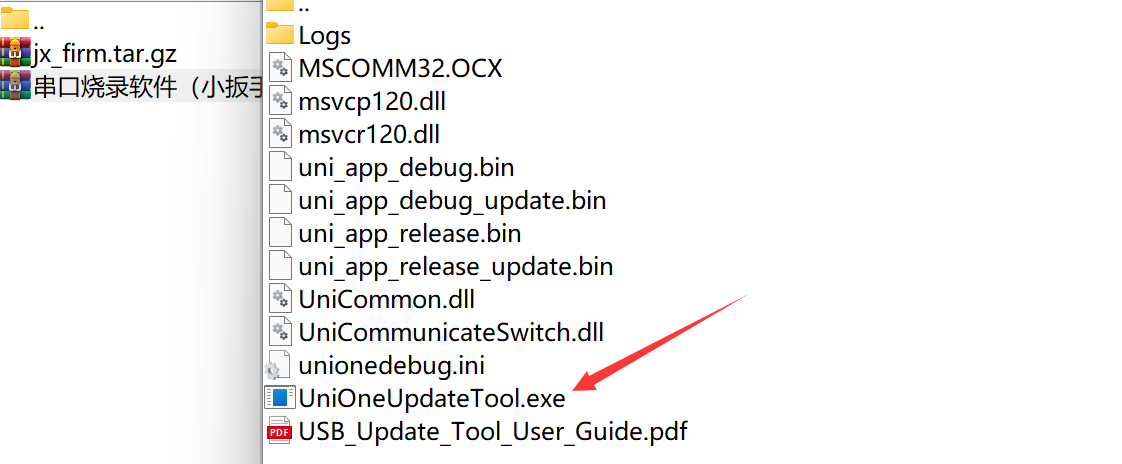 ..
jx_firm.tar.gz
串口烧录软件（小扳手
..
Logs
MSCOMM32.OCX
msvcp120.dll
msvcr120.dll
uni_app_debug.bin
uni_app_debug_update.bin
uni_app_release.bin
uni_app_release_update.bin
UniCommon.dll
UniCommunicateSwitch.dll
unionedebug.ini
UniOneUpdateTool.exe
PDF
USB_Update_Tool_User_Guide.pdf